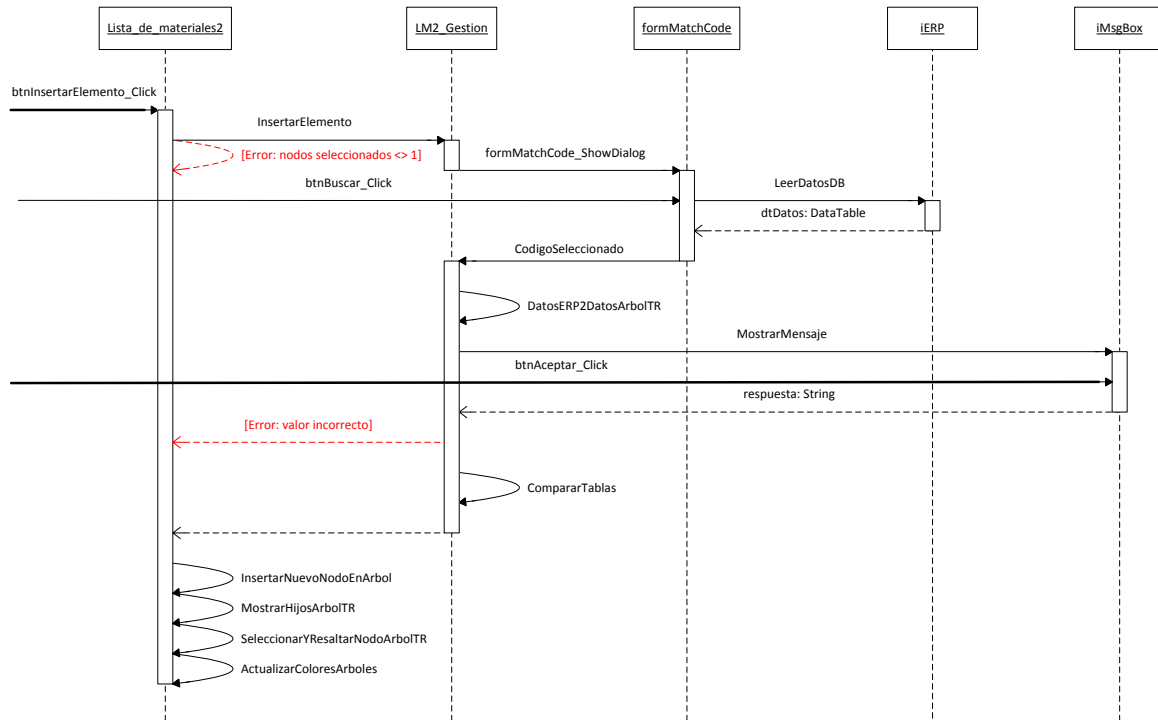 Lista_de_materiales2
LM2_Gestion
formMatchCode
iERP
iMsgBox
btnInsertarElemento_Click
InsertarElemento
[Error: nodos seleccionados <> 1]
formMatchCode_ShowDialog
btnBuscar_Click
LeerDatosDB
dtDatos: DataTable
CodigoSeleccionado
DatosERP2DatosArbolTR
MostrarMensaje
btnAceptar_Click
respuesta: String
[Error: valor incorrecto]
CompararTablas
InsertarNuevoNodoEnArbol
MostrarHijosArbolTR
SeleccionarYResaltarNodoArbolTR
ActualizarColoresArboles